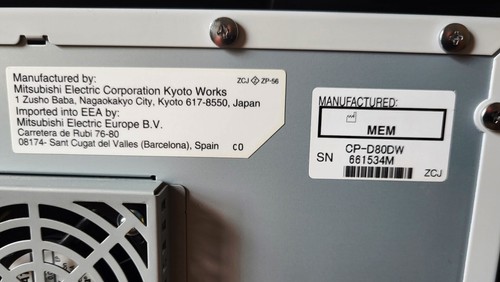 Manufactured by:
Mitsubishi Electric Corporation Kyoto Works
1 Zusho Baba, Nagaokakyo City, Kyoto 617-8550, Japan
Imported into EEA by:
Mitsubishi Electric Europe B.V.
Carretera de Rubi 76-80
08174- Sant Cugat del Valles (Barcelona), Spain C0
ZCJ 2 ZP-56
MANUFACTURED:
MEM
CP-D80DW
SN 661534M
ZCJ